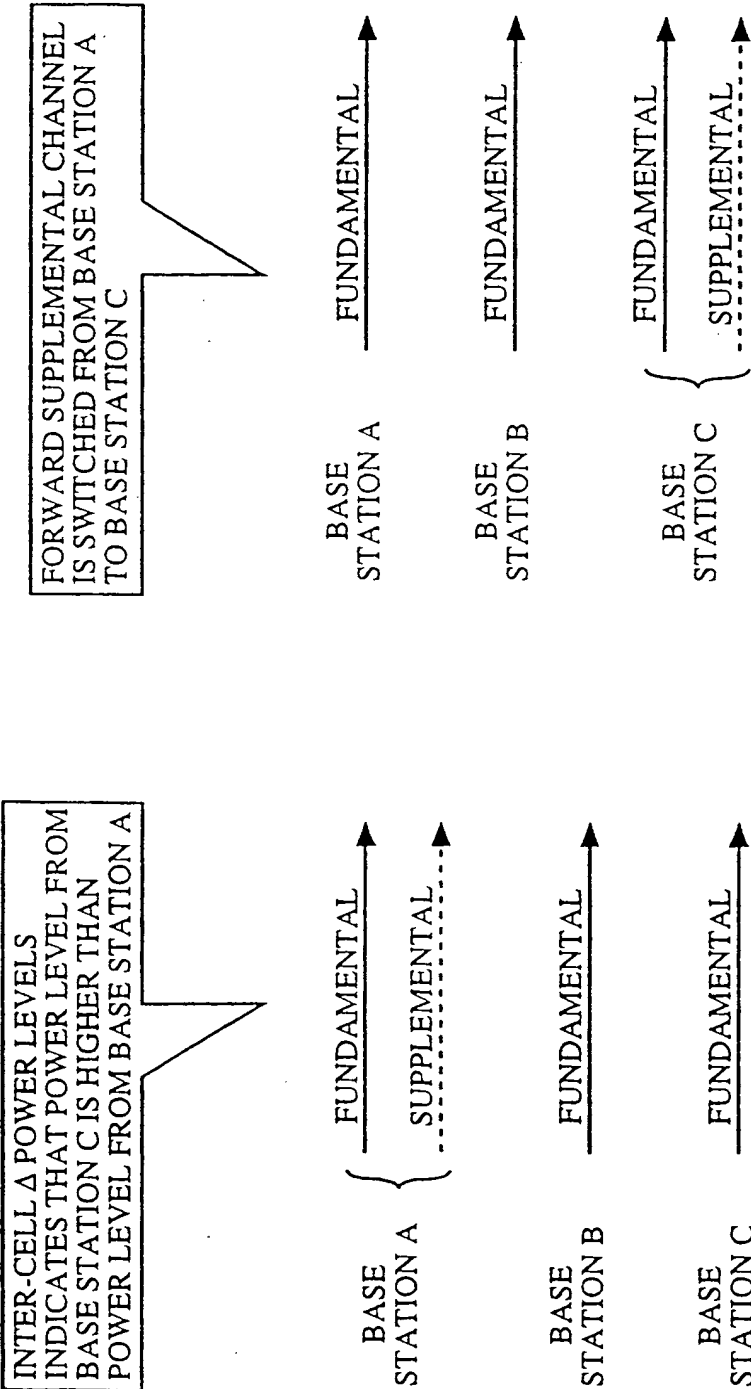 INTER-CELL Δ POWER LEVELS
INDICATES THAT POWER LEVEL FROM
BASE STATION C IS HIGHER THAN
POWER LEVEL FROM BASE STATION A
BASE
STATION A
FUNDAMENTAL
SUPPLEMENTAL
BASE
STATION B
FUNDAMENTAL
BASE
STATION C
FUNDAMENTAL
FORWARD SUPPLEMENTAL CHANNEL
IS SWITCHED FROM BASE STATION A
TO BASE STATION C
BASE
STATION A
FUNDAMENTAL
BASE
STATION B
FUNDAMENTAL
BASE
STATION C
FUNDAMENTAL
SUPPLEMENTAL